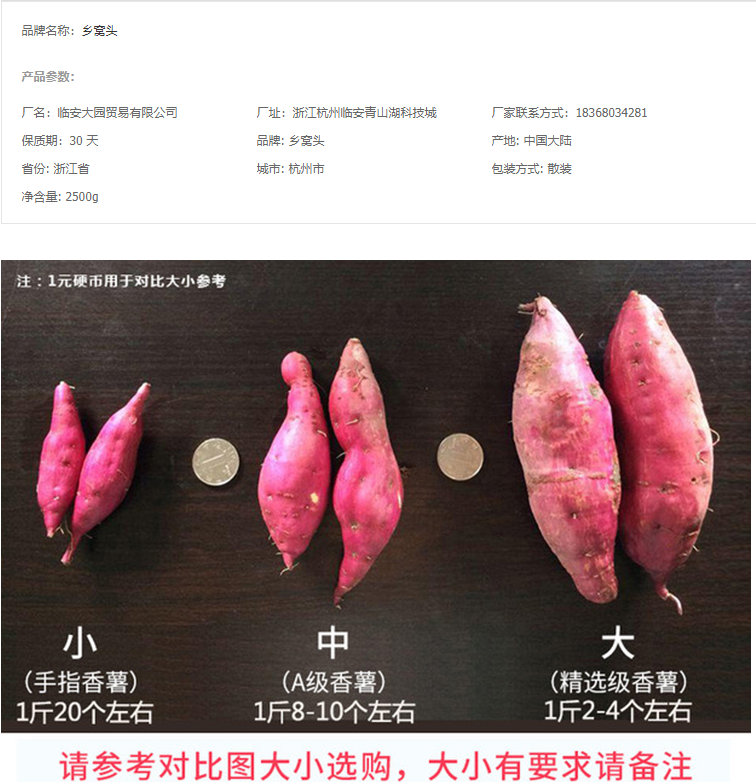 品牌名称：乡窝头
产品参数：
厂名：临安大园贸易有限公司 厂址：浙江杭州临安青山湖科技城 厂家联系方式：18368034281
保质期：30 天 品牌: 乡窝头 产地: 中国大陆
省份: 浙江省 城市: 杭州市 包装方式: 散装
净含量: 2500g
注：1元硬币用于对比大小参考
小 中 大
（手指香薯） （A级香薯） （精选级香薯）
1斤20个左右 1斤8-10个左右 1斤2-4个左右
请参考对比图大小选购，大小有要求请备注